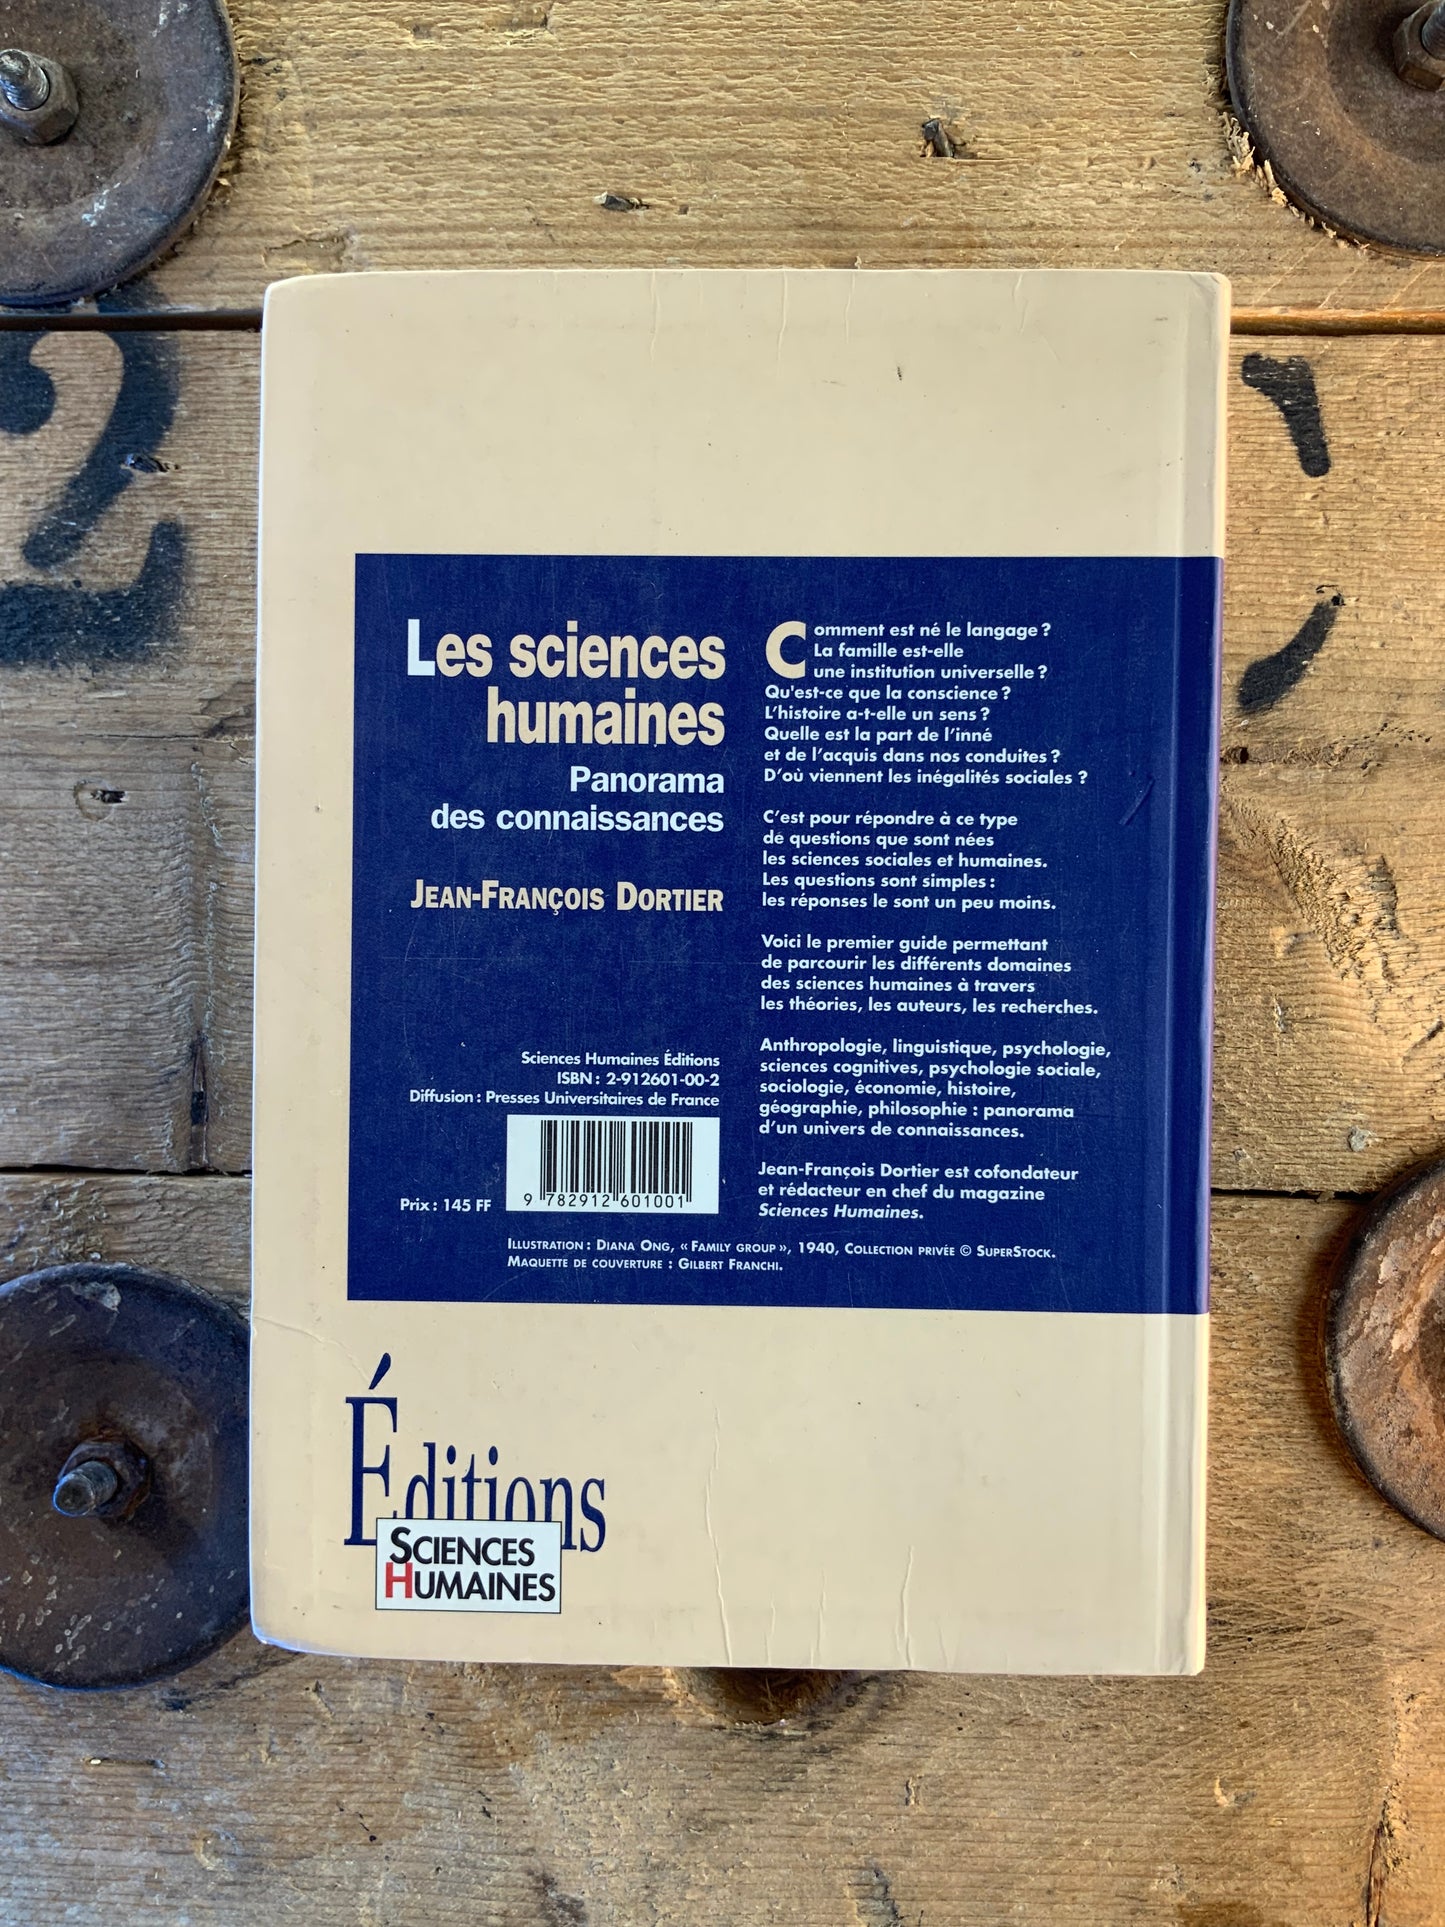 2
Les sciences
humaines
Panorama
des connaissances
JEAN-FRANÇOIS DORTIER
Sciences Humaines Éditions
ISBN : 2-912601-00-2
Diffusion : Presses Universitaires de France
9 782912 601001
Prix : 145 FF
Comment est né le langage ?
La famille est-elle
une institution universelle ?
Qu'est-ce que la conscience ?
L'histoire a-t-elle un sens ?
Quelle est la part de l'inné
et de l'acquis dans nos conduites ?
D'où viennent les inégalités sociales ?
C'est pour répondre à ce type
de questions que sont nées
les sciences sociales et humaines.
Les questions sont simples :
les réponses le sont un peu moins.
Voici le premier guide permettant
de parcourir les différents domaines
des sciences humaines à travers
les théories, les auteurs, les recherches.
Anthropologie, linguistique, psychologie,
sciences cognitives, psychologie sociale,
sociologie, économie, histoire,
géographie, philosophie : panorama
d'un univers de connaissances.
Jean-François Dortier est cofondateur
et rédacteur en chef du magazine
Sciences Humaines.
ILLUSTRATION : DIANA ONG, « FAMILY GROUP », 1940, COLLECTION PRIVÉE © SUPERSTOCK.
MAQUETTE DE COUVERTURE : GILBERT FRANCHI.
Éditions
SCIENCES
HUMAINES